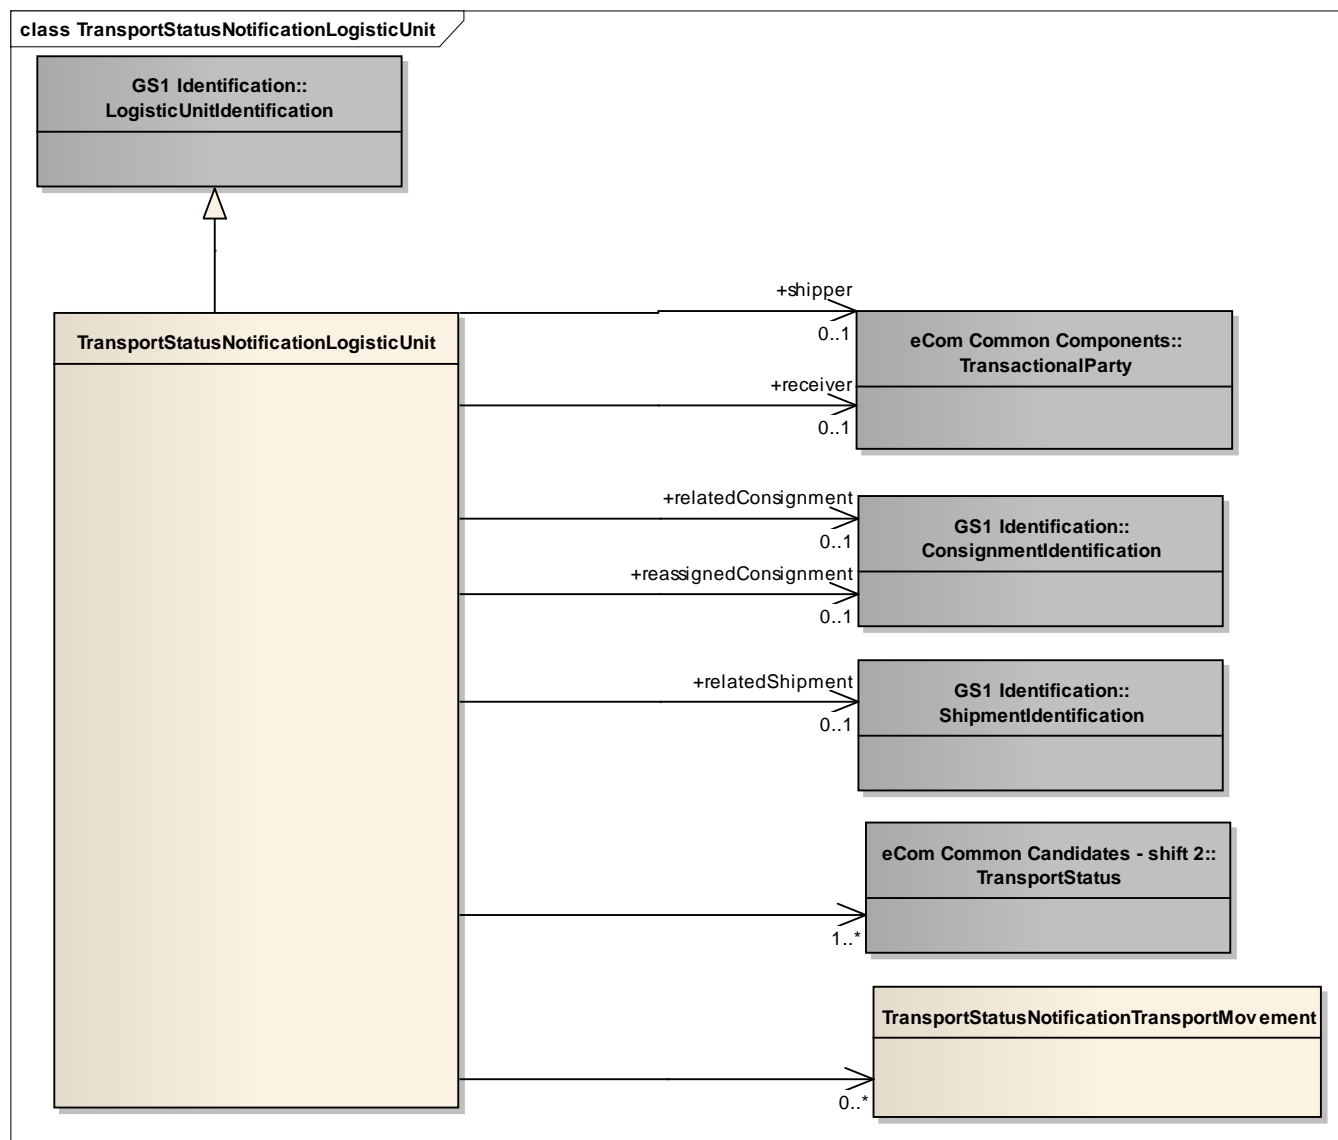 class TransportStatusNotificationLogisticUnit
GS1 Identification::
LogisticUnitIdentification
TransportStatusNotificationLogisticUnit
+shipper
0..1
eCom Common Components::
TransactionalParty
+receiver
0..1
+relatedConsignment
0..1
GS1 Identification::
ConsignmentIdentification
+reassignedConsignment
0..1
+relatedShipment
0..1
GS1 Identification::
ShipmentIdentification
eCom Common Candidates - shift 2::
TransportStatus
1..*
TransportStatusNotificationTransportMovement
0..*